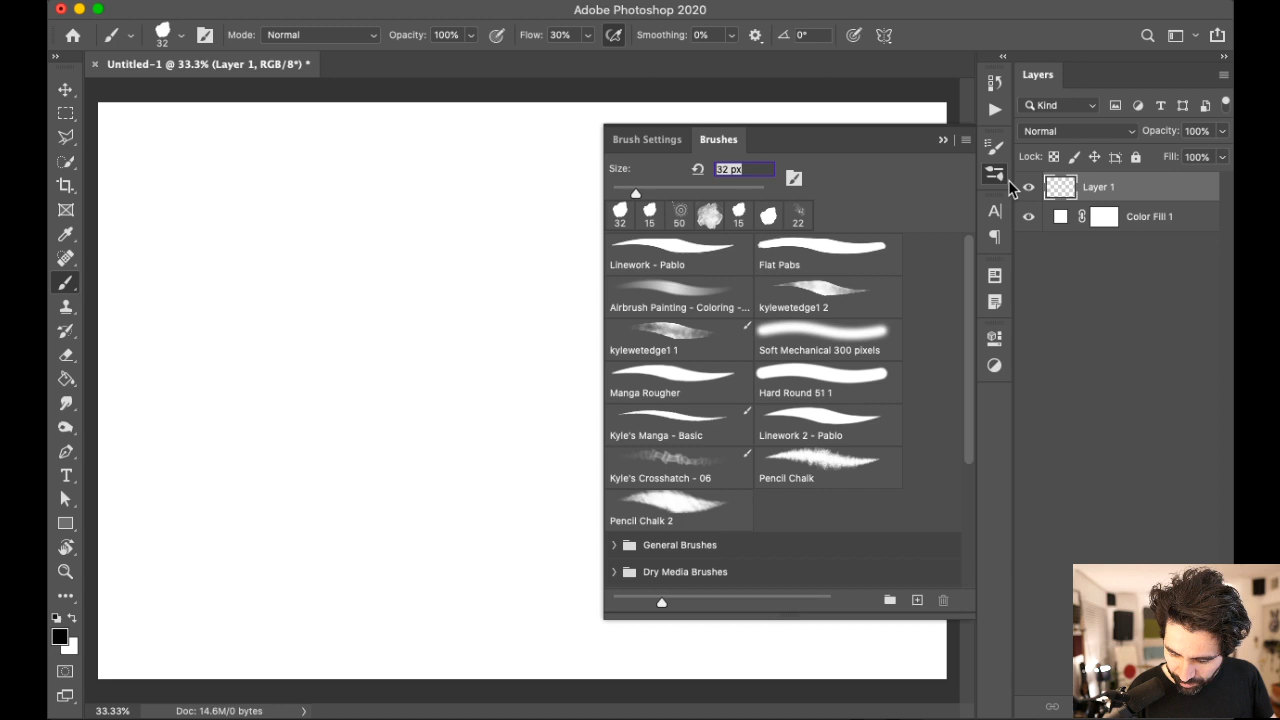 Adobe Photoshop 2020
32
Mode: Normal
Opacity: 100%
Flow: 30%
Smoothing: 0%
0°
Untitled-1 @ 33.3% (Layer 1, RGB/8*) *
Layers
Kind
Normal
Opacity: 100%
Lock:
Fill: 100%
Layer 1
Color Fill 1
Brush Settings
Brushes
Size:
32 px
32 15 50 15 22
Linework - Pablo
Flat Pabs
Airbrush Painting - Coloring -...
kylewetedge1 2
kylewetedge1 1
Soft Mechanical 300 pixels
Manga Rougher
Hard Round 51 1
Kyle's Manga - Basic
Linework 2 - Pablo
Kyle's Crosshatch - 06
Pencil Chalk
Pencil Chalk 2
General Brushes
Dry Media Brushes
33.33%
Doc: 14.6M/0 bytes